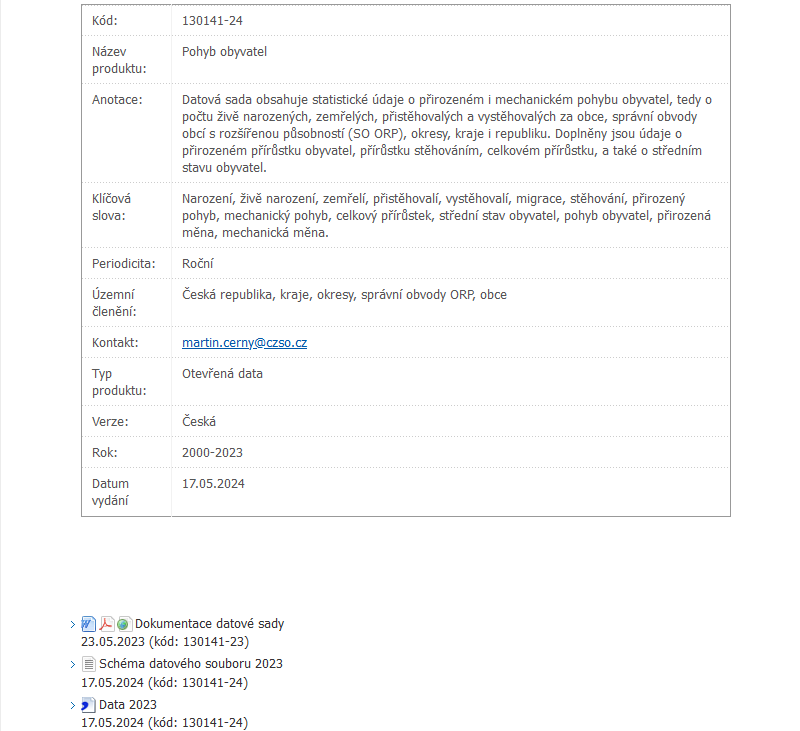 Kód: 130141-24
Název produktu: Pohyb obyvatel
Anotace: Datová sada obsahuje statistické údaje o přirozeném i mechanickém pohybu obyvatel, tedy o
počtu živě narozených, zemřelých, přistěhovalých a vystěhovalých za obce, správní obvody
obcí s rozšířenou působností (SO ORP), okresy, kraje i republiku. Doplněny jsou údaje o
přirozeném přírůstku obyvatel, přírůstku stěhováním, celkovém přírůstku, a také o středním
stavu obyvatel.
Klíčová slova: Narození, živě narození, zemřelí, přistěhovalí, vystěhovalí, migrace, stěhování, přirozený
pohyb, mechanický pohyb, celkový přírůstek, střední stav obyvatel, pohyb obyvatel, přirozená
měna, mechanická měna.
Periodicita: Roční
Územní členění: Česká republika, kraje, okresy, správní obvody ORP, obce
Kontakt: martin.cerny@czso.cz
Typ produktu: Otevřená data
Verze: Česká
Rok: 2000-2023
Datum vydání 17.05.2024
Dokumentace datové sady
23.05.2023 (kód: 130141-23)
Schéma datového souboru 2023
17.05.2024 (kód: 130141-24)
Data 2023
17.05.2024 (kód: 130141-24)